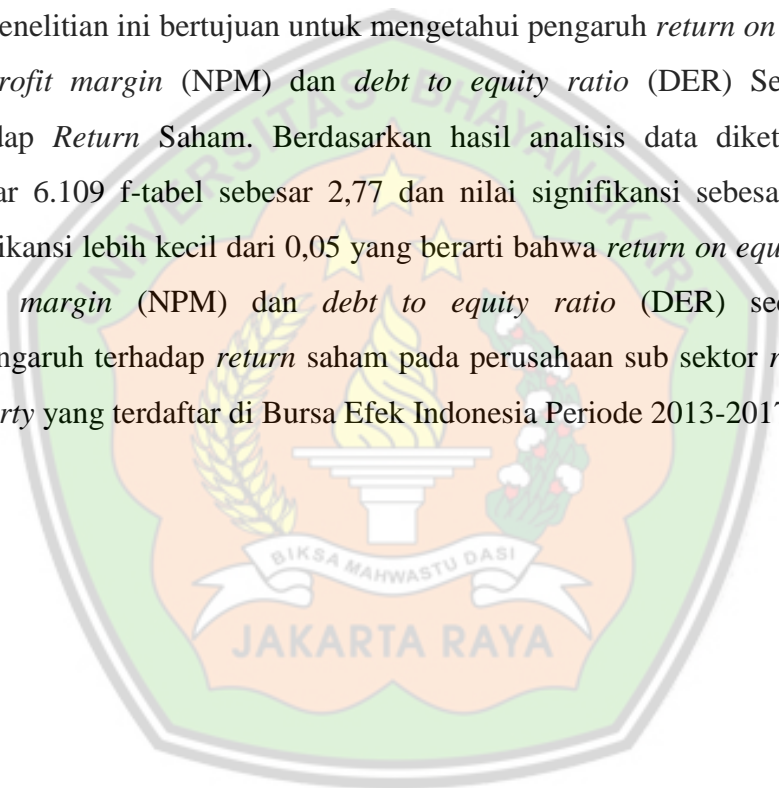 enelitian ini bertujuan untuk mengetahui pengaruh return on
rofit margin (NPM) dan debt to equity ratio (DER) Se
dap Return Saham. Berdasarkan hasil analisis data diket
ar 6.109 f-tabel sebesar 2,77 dan nilai signifikansi sebesa
ikansi lebih kecil dari 0,05 yang berarti bahwa return on equ
margin (NPM) dan debt to equity ratio (DER) sec
ngaruh terhadap return saham pada perusahaan sub sektor r
rty yang terdaftar di Bursa Efek Indonesia Periode 2013-2017
UNIVERSITAS BHAYANGKARA
BIKSA MAHWASTU DASI
JAKARTA RAYA